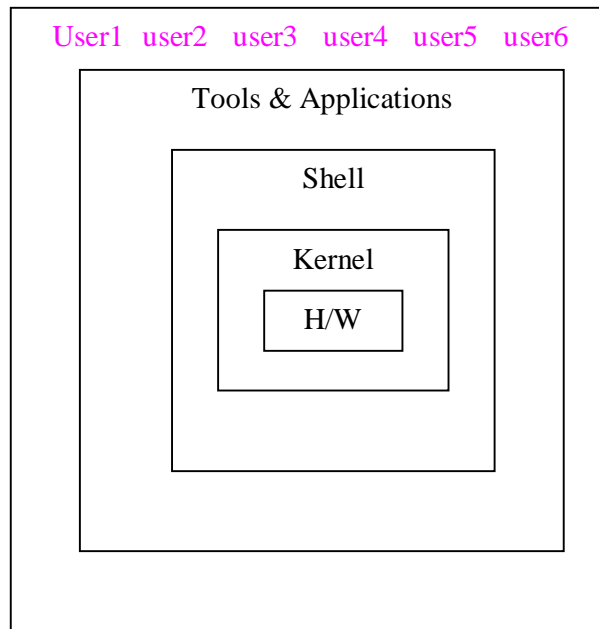 User1 user2 user3 user4 user5 user6
Tools & Applications
Shell
Kernel
H/W